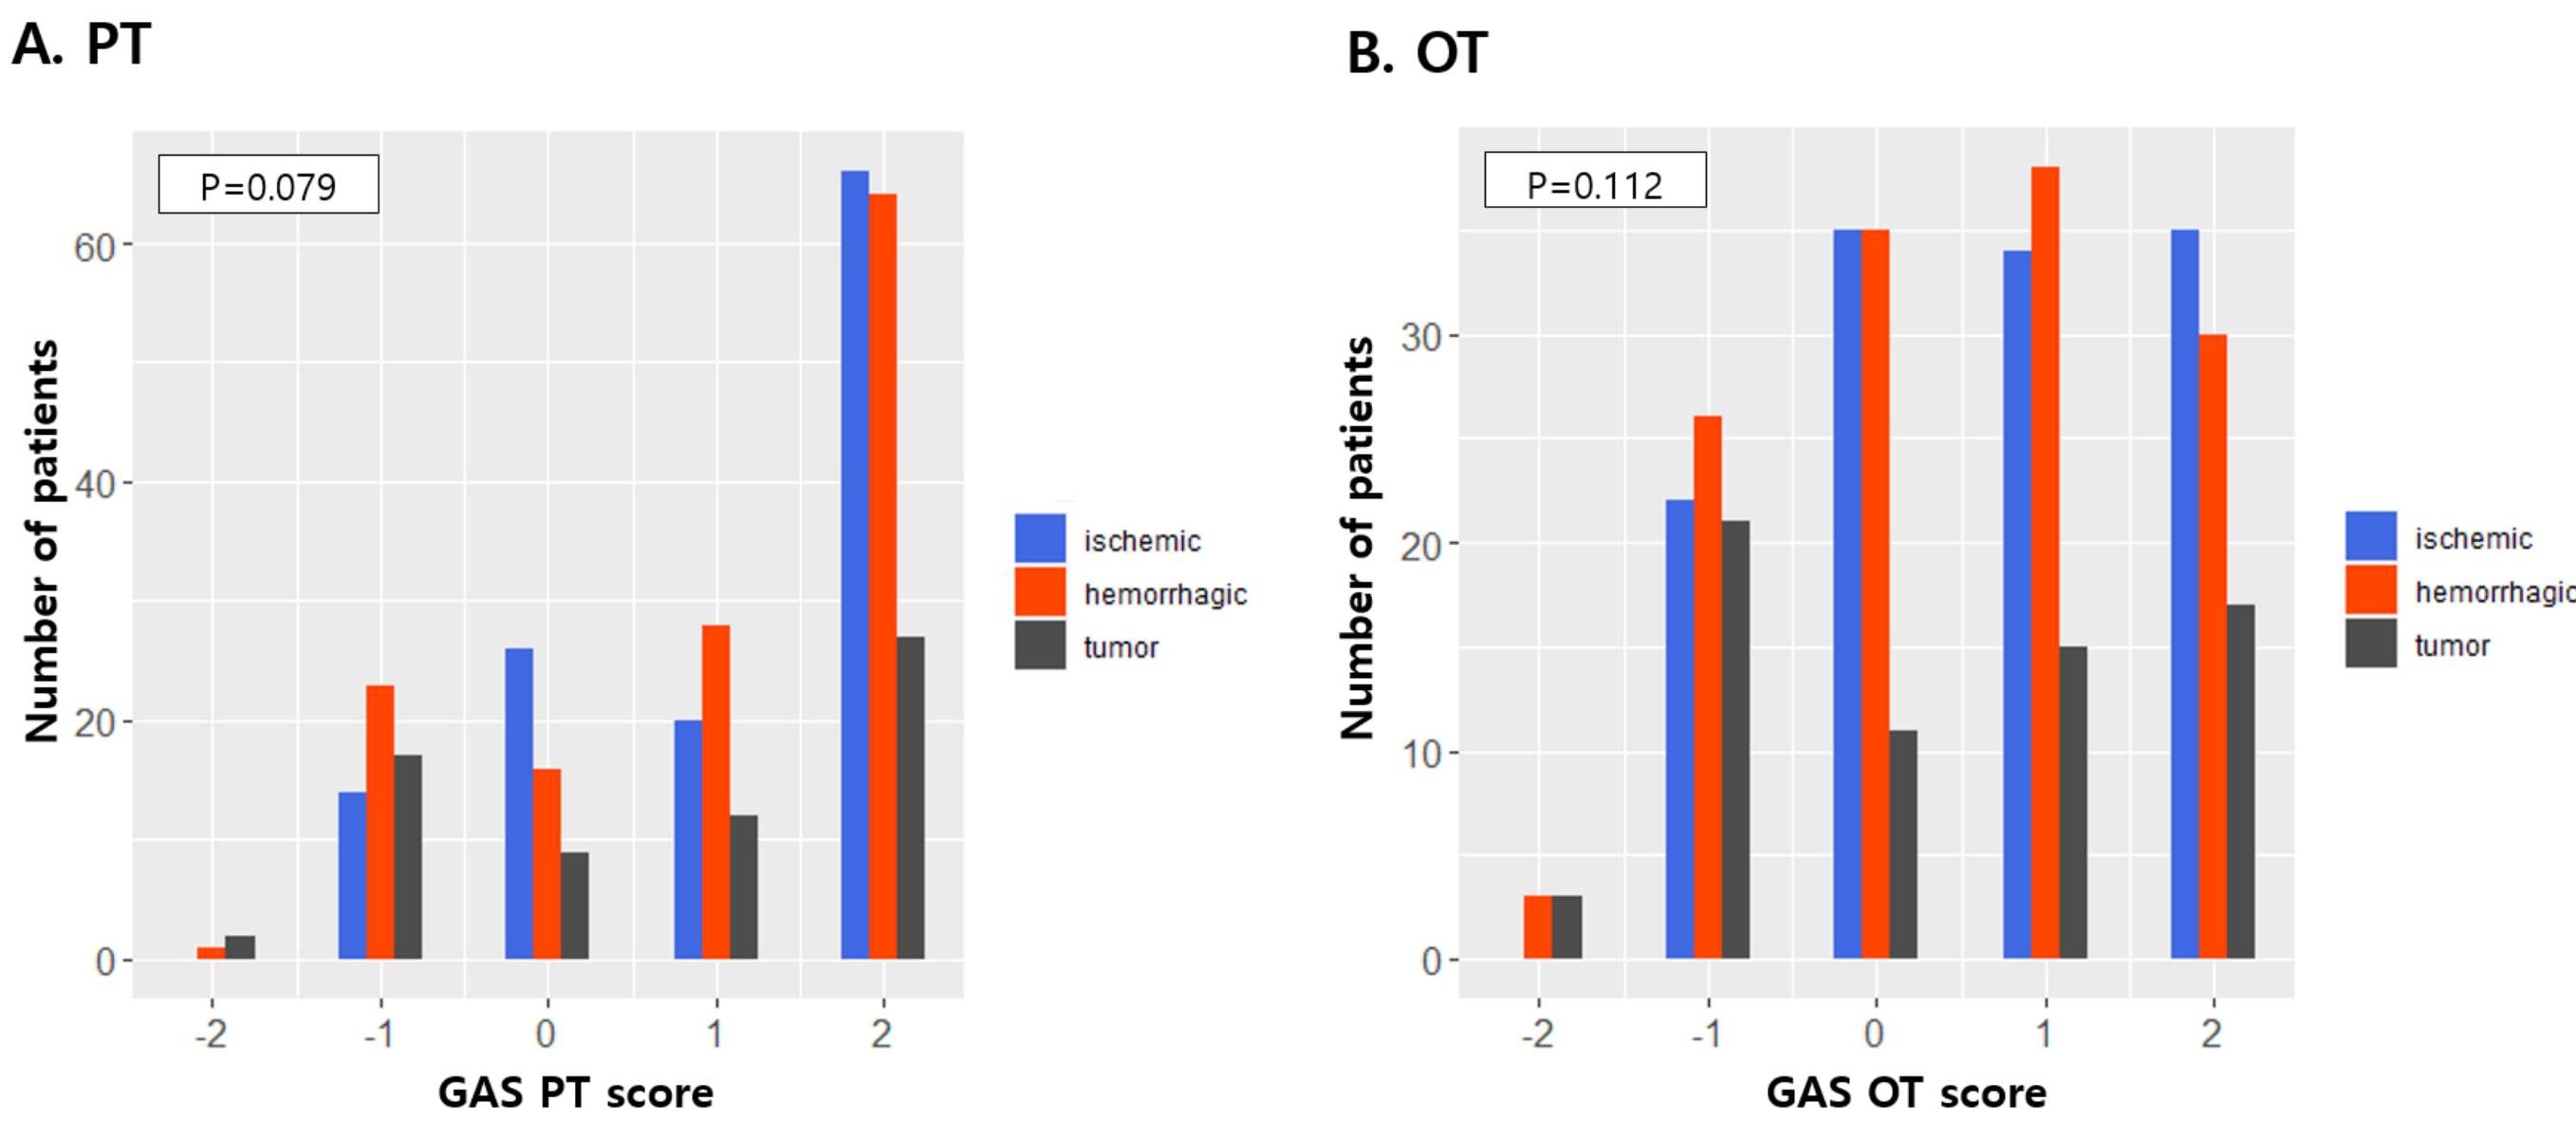 A. PT
P=0.079
Number of patients
60
40
20
0
-2 -1 0 1 2
GAS PT score
ischemic
hemorrhagic
tumor
B. OT
P=0.112
Number of patients
30
20
10
0
-2 -1 0 1 2
GAS OT score
ischemic
hemorrhagic
tumor